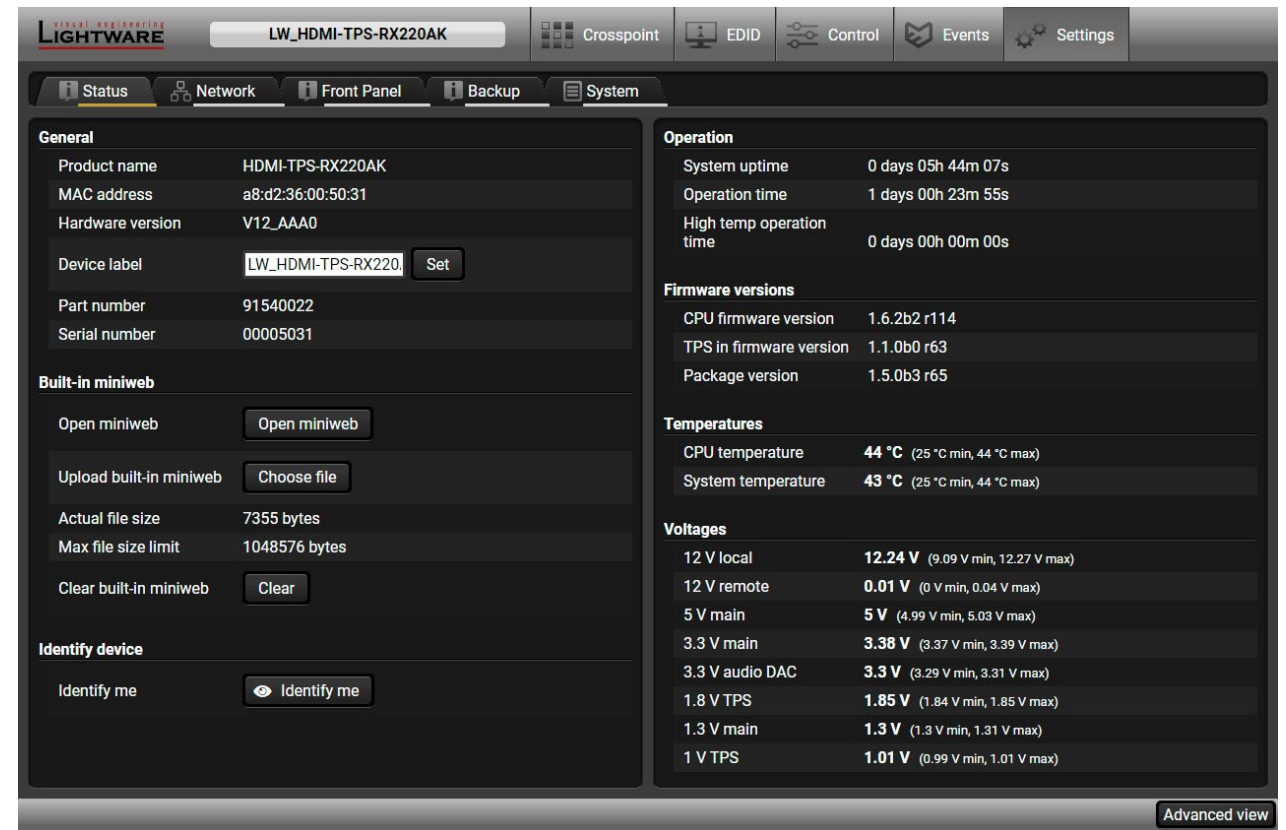 visual engineering
LIGHTWARE
LW_HDMI-TPS-RX220AK
Crosspoint
EDID
Control
Events
Settings
Status
Network
Front Panel
Backup
System
General
Product name HDMI-TPS-RX220AK
MAC address a8:d2:36:00:50:31
Hardware version V12_AAA0
Device label LW_HDMI-TPS-RX220. Set
Part number 91540022
Serial number 00005031
Built-in miniweb
Open miniweb Open miniweb
Upload built-in miniweb Choose file
Actual file size 7355 bytes
Max file size limit 1048576 bytes
Clear built-in miniweb Clear
Identify device
Identify me Identify me
Operation
System uptime 0 days 05h 44m 07s
Operation time 1 days 00h 23m 55s
High temp operation
time 0 days 00h 00m 00s
Firmware versions
CPU firmware version 1.6.2b2 r114
TPS in firmware version 1.1.0b0 r63
Package version 1.5.0b3 r65
Temperatures
CPU temperature 44 °C (25 °C min, 44 °C max)
System temperature 43 °C (25 °C min, 44 °C max)
Voltages
12 V local 12.24 V (9.09 V min, 12.27 V max)
12 V remote 0.01 V (0 V min, 0.04 V max)
5 V main 5 V (4.99 V min, 5.03 V max)
3.3 V main 3.38 V (3.37 V min, 3.39 V max)
3.3 V audio DAC 3.3 V (3.29 V min, 3.31 V max)
1.8 V TPS 1.85 V (1.84 V min, 1.85 V max)
1.3 V main 1.3 V (1.3 V min, 1.31 V max)
1 V TPS 1.01 V (0.99 V min, 1.01 V max)
Advanced view